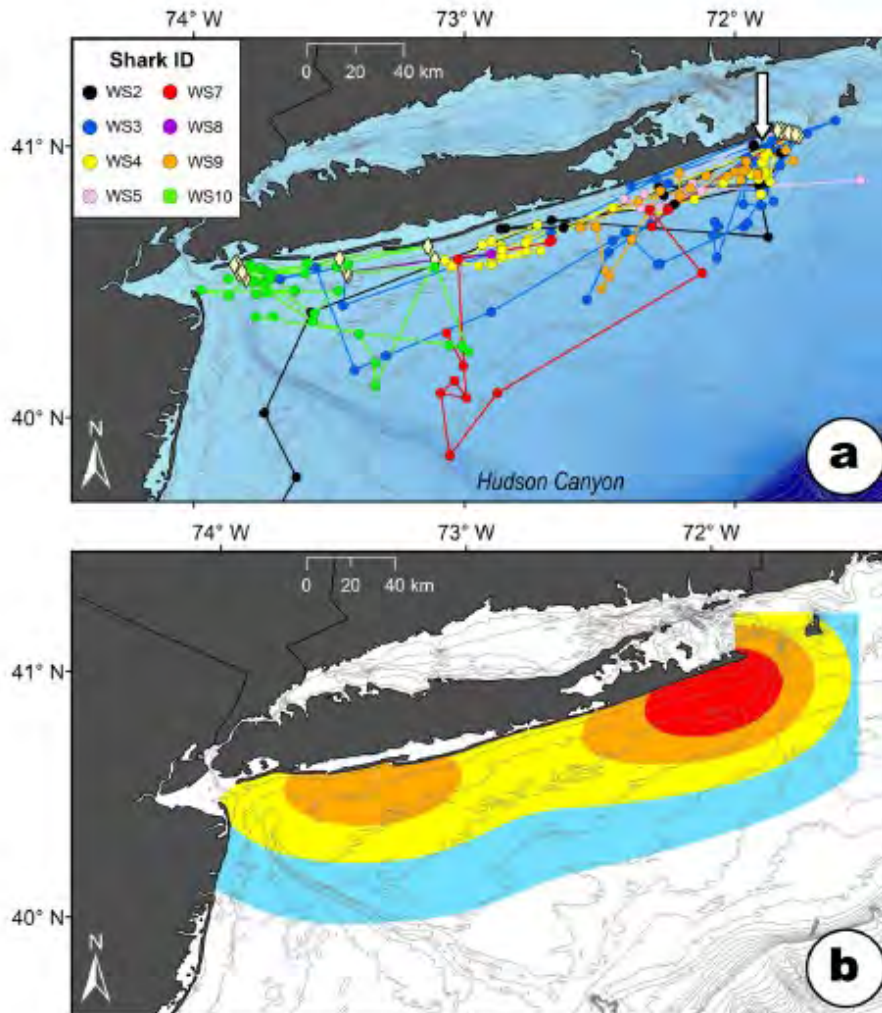 74° W 73° W 72° W
Shark ID
WS2 WS7
WS3 WS8
WS4 WS9
WS5 WS10
0 20 40 km
41° N
40° N
N
Hudson Canyon
a
74° W 73° W 72° W
0 20 40 km
41° N
40° N
N
b